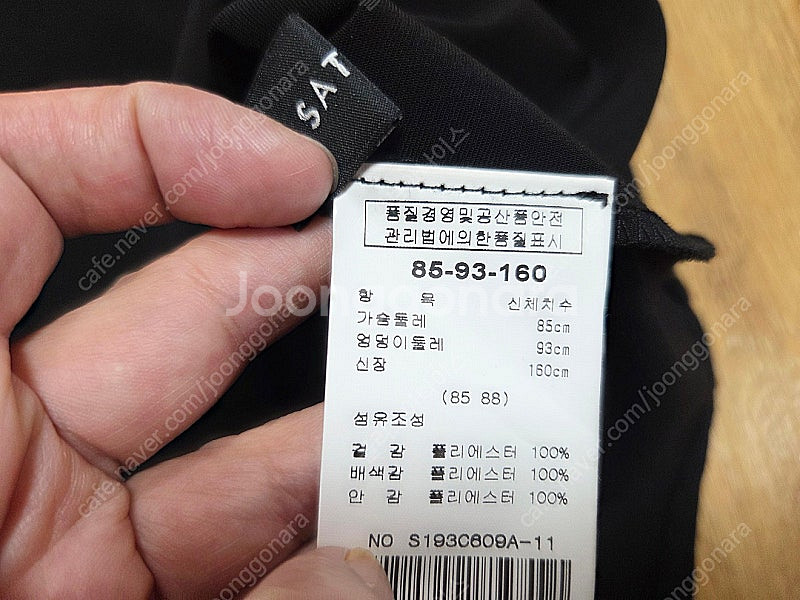 SAT
품질경영및공산품안전
관리법에의한품질표시
85-93-160
항 목 신체치수
가슴둘레 85cm
엉덩이둘레 93cm
신장 160cm
(85 88)
섬유조성
겉 감 폴리에스터 100%
배색감 폴리에스터 100%
안 감 폴리에스터 100%
NO S193C609A-11
Joonggonara
cafe.naver.com/joonggonara